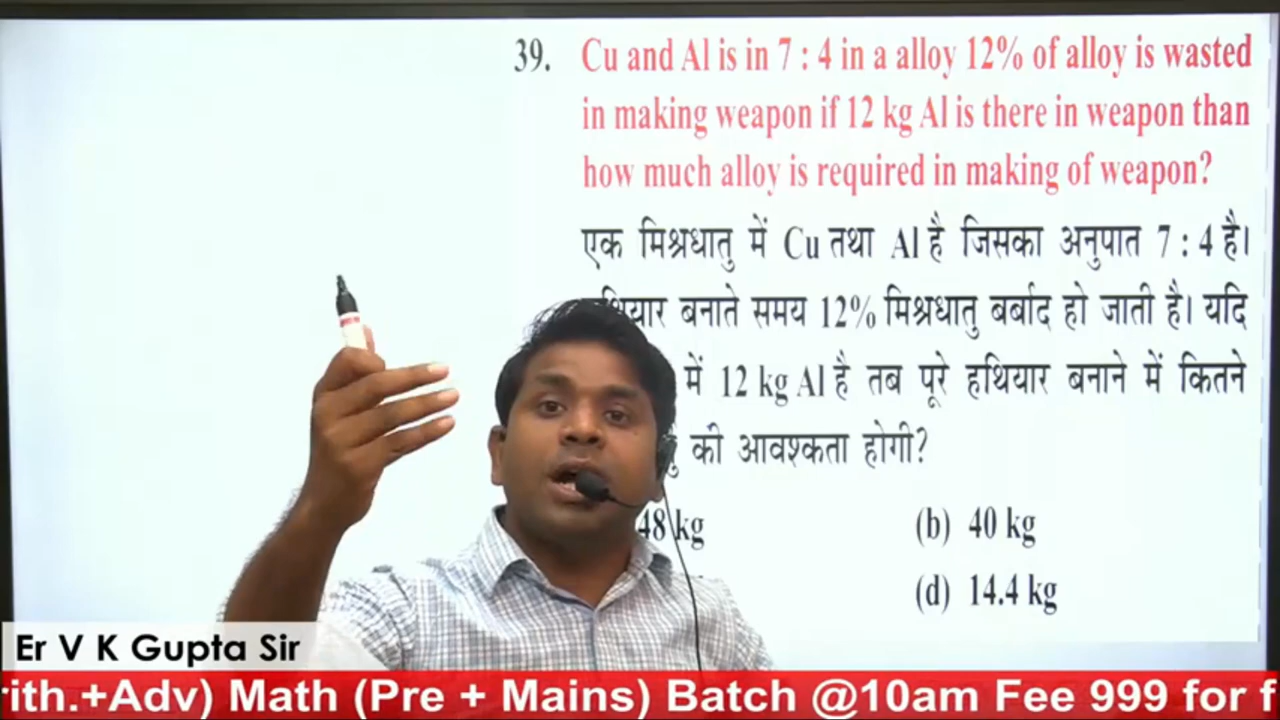 39. Cu and Al is in 7 : 4 in a alloy 12% of alloy is wasted
in making weapon if 12 kg Al is there in weapon than
how much alloy is required in making of weapon?
एक मिश्रधातु में Cu तथा Al है जिसका अनुपात 7 : 4 है।
बनाते समय 12% मिश्रधातु बर्बाद हो जाती है। यदि
में 12 kg Al है तब पूरे हथियार बनाने में कितने
की आवश्कता होगी?
48 kg (b) 40 kg
(d) 14.4 kg
Er V K Gupta Sir
rith.+Adv) Math (Pre + Mains) Batch @10am Fee 999 for f